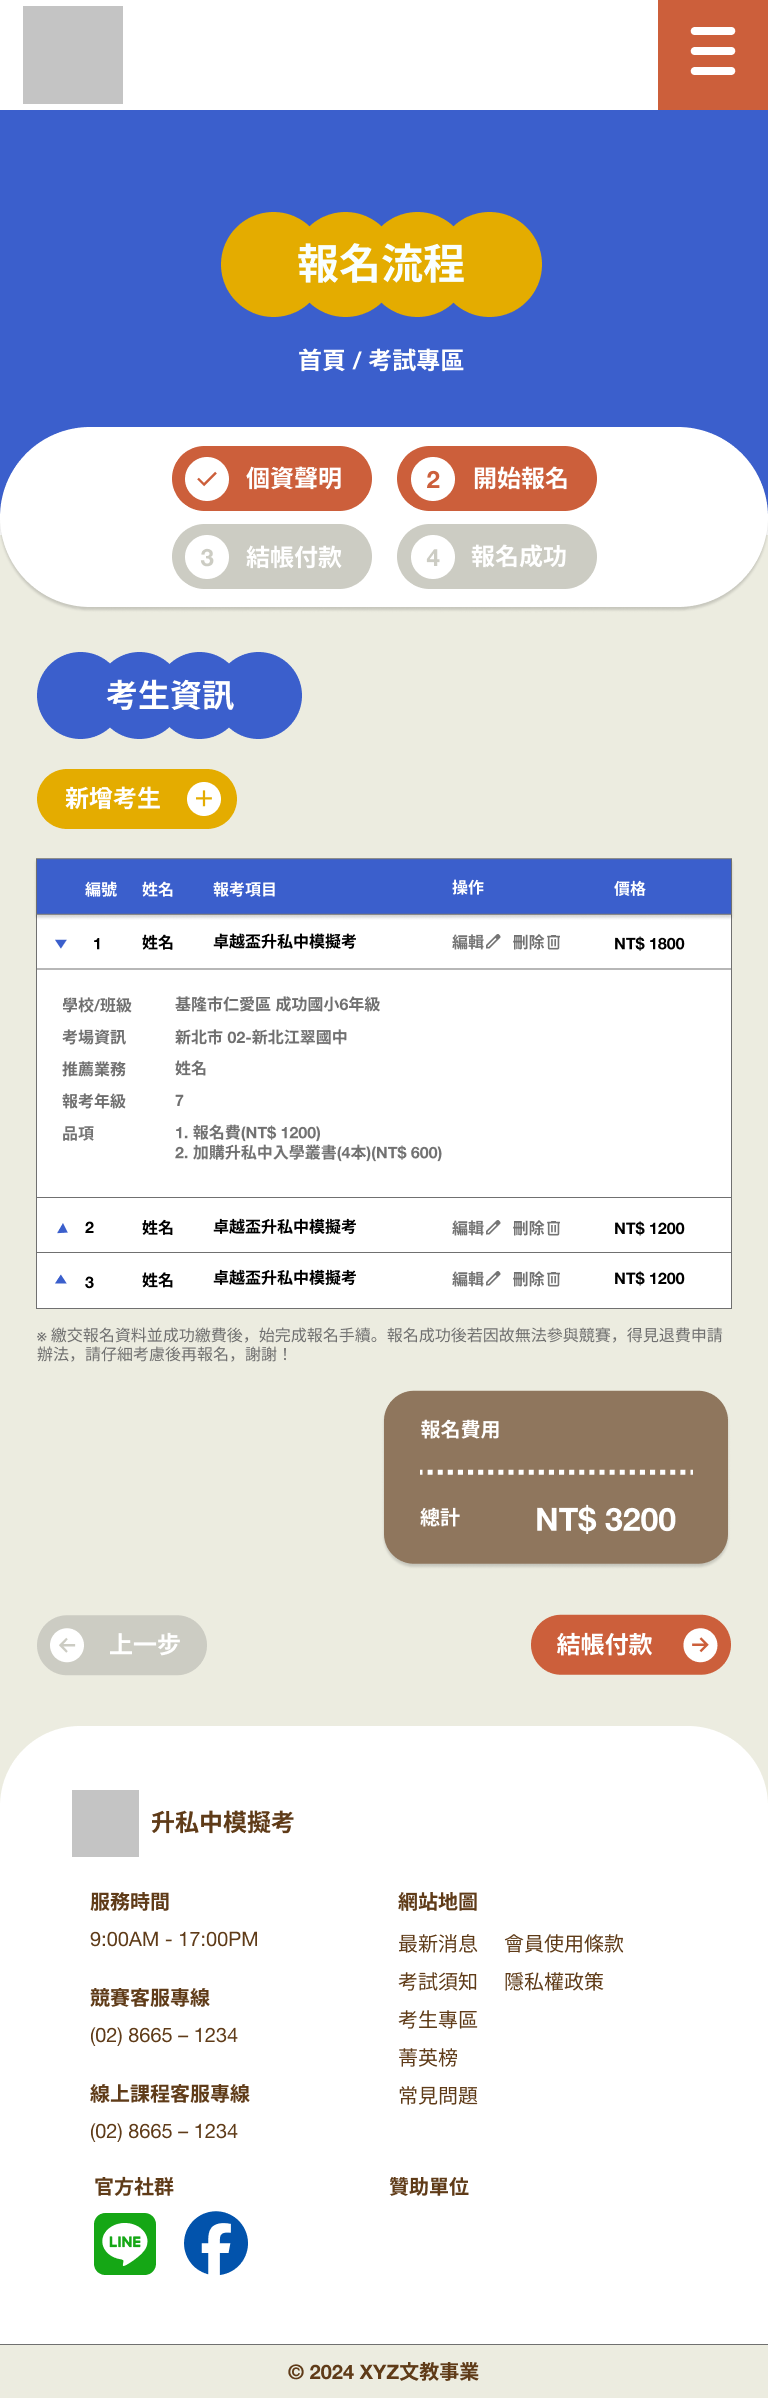 報名流程
首頁 / 考試專區
個資聲明
2 開始報名
3 結帳付款
4 報名成功
考生資訊
新增考生
編號 姓名 報考項目 操作 價格
1 姓名 卓越盃升私中模擬考 編輯 刪除 NT$ 1800
學校/班級 基隆市仁愛區 成功國小6年級
考場資訊 新北市 02-新北江翠國中
推薦業務 姓名
報考年級 7
品項 1. 報名費(NT$ 1200)
2. 加購升私中入學叢書(4本)(NT$ 600)
2 姓名 卓越盃升私中模擬考 編輯 刪除 NT$ 1200
3 姓名 卓越盃升私中模擬考 編輯 刪除 NT$ 1200
※ 繳交報名資料並成功繳費後，始完成報名手續。報名成功後若因故無法參與競賽，得見退費申請
辦法，請仔細考慮後再報名，謝謝！
報名費用
總計 NT$ 3200
上一步
結帳付款
升私中模擬考
服務時間
9:00AM - 17:00PM
競賽客服專線
(02) 8665 – 1234
線上課程客服專線
(02) 8665 – 1234
網站地圖
最新消息 會員使用條款
考試須知 隱私權政策
考生專區
菁英榜
常見問題
官方社群
LINE
贊助單位
© 2024 XYZ文教事業